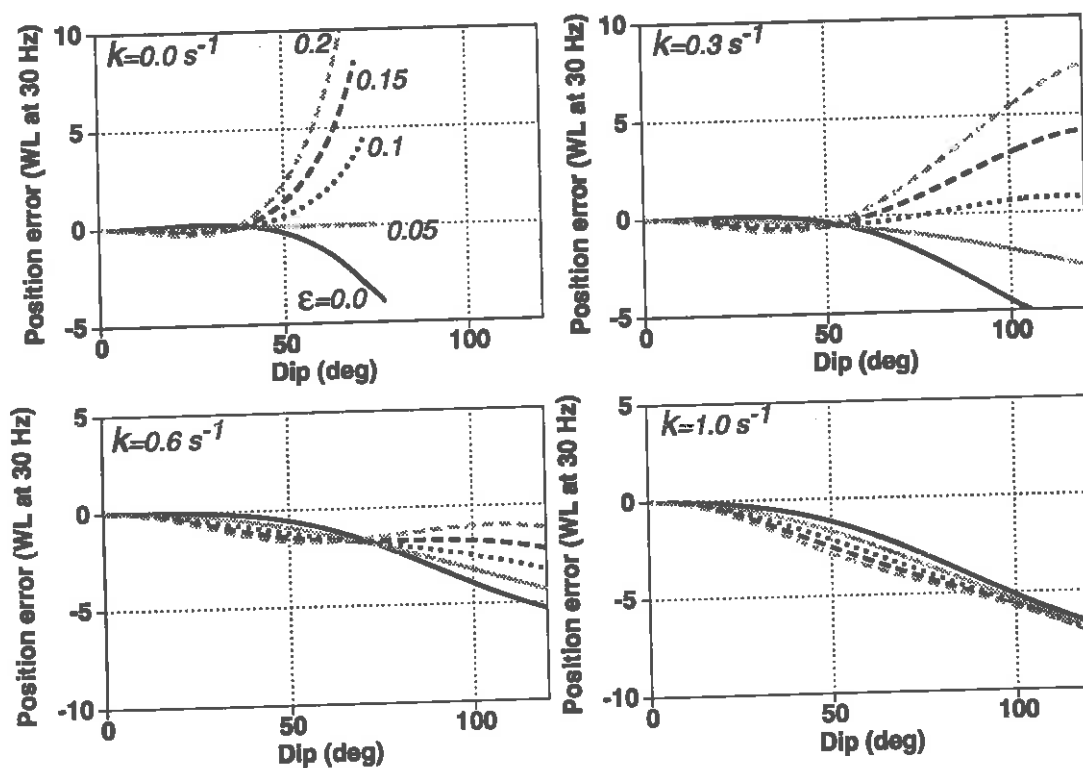 Position error (WL at 30 Hz)
10
5
0
-5
k=0.0 s-1
0.2
0.15
0.1
0.05
ε=0.0
0
50
100
Dip (deg)
Position error (WL at 30 Hz)
10
5
0
-5
k=0.3 s-1
0
50
100
Dip (deg)
Position error (WL at 30 Hz)
5
0
-5
-10
k=0.6 s-1
0
50
100
Dip (deg)
Position error (WL at 30 Hz)
5
0
-5
-10
k=1.0 s-1
0
50
100
Dip (deg)